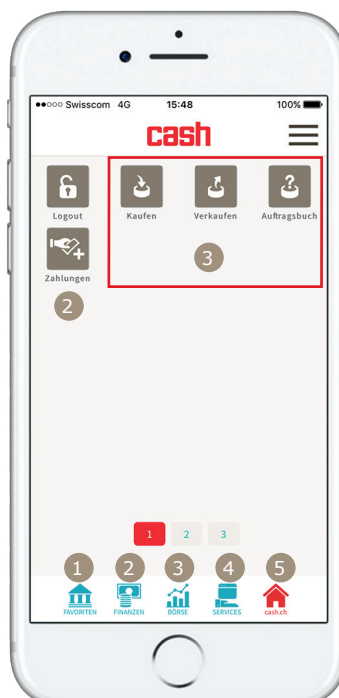 Swisscom 4G 15:48 100%
cash
Logout Kaufen Verkaufen Auftragsbuch
3
Zahlungen
2
1 2 3
1 2 3 4 5
FAVORITEN FINANZEN BÖRSE SERVICES cash.ch